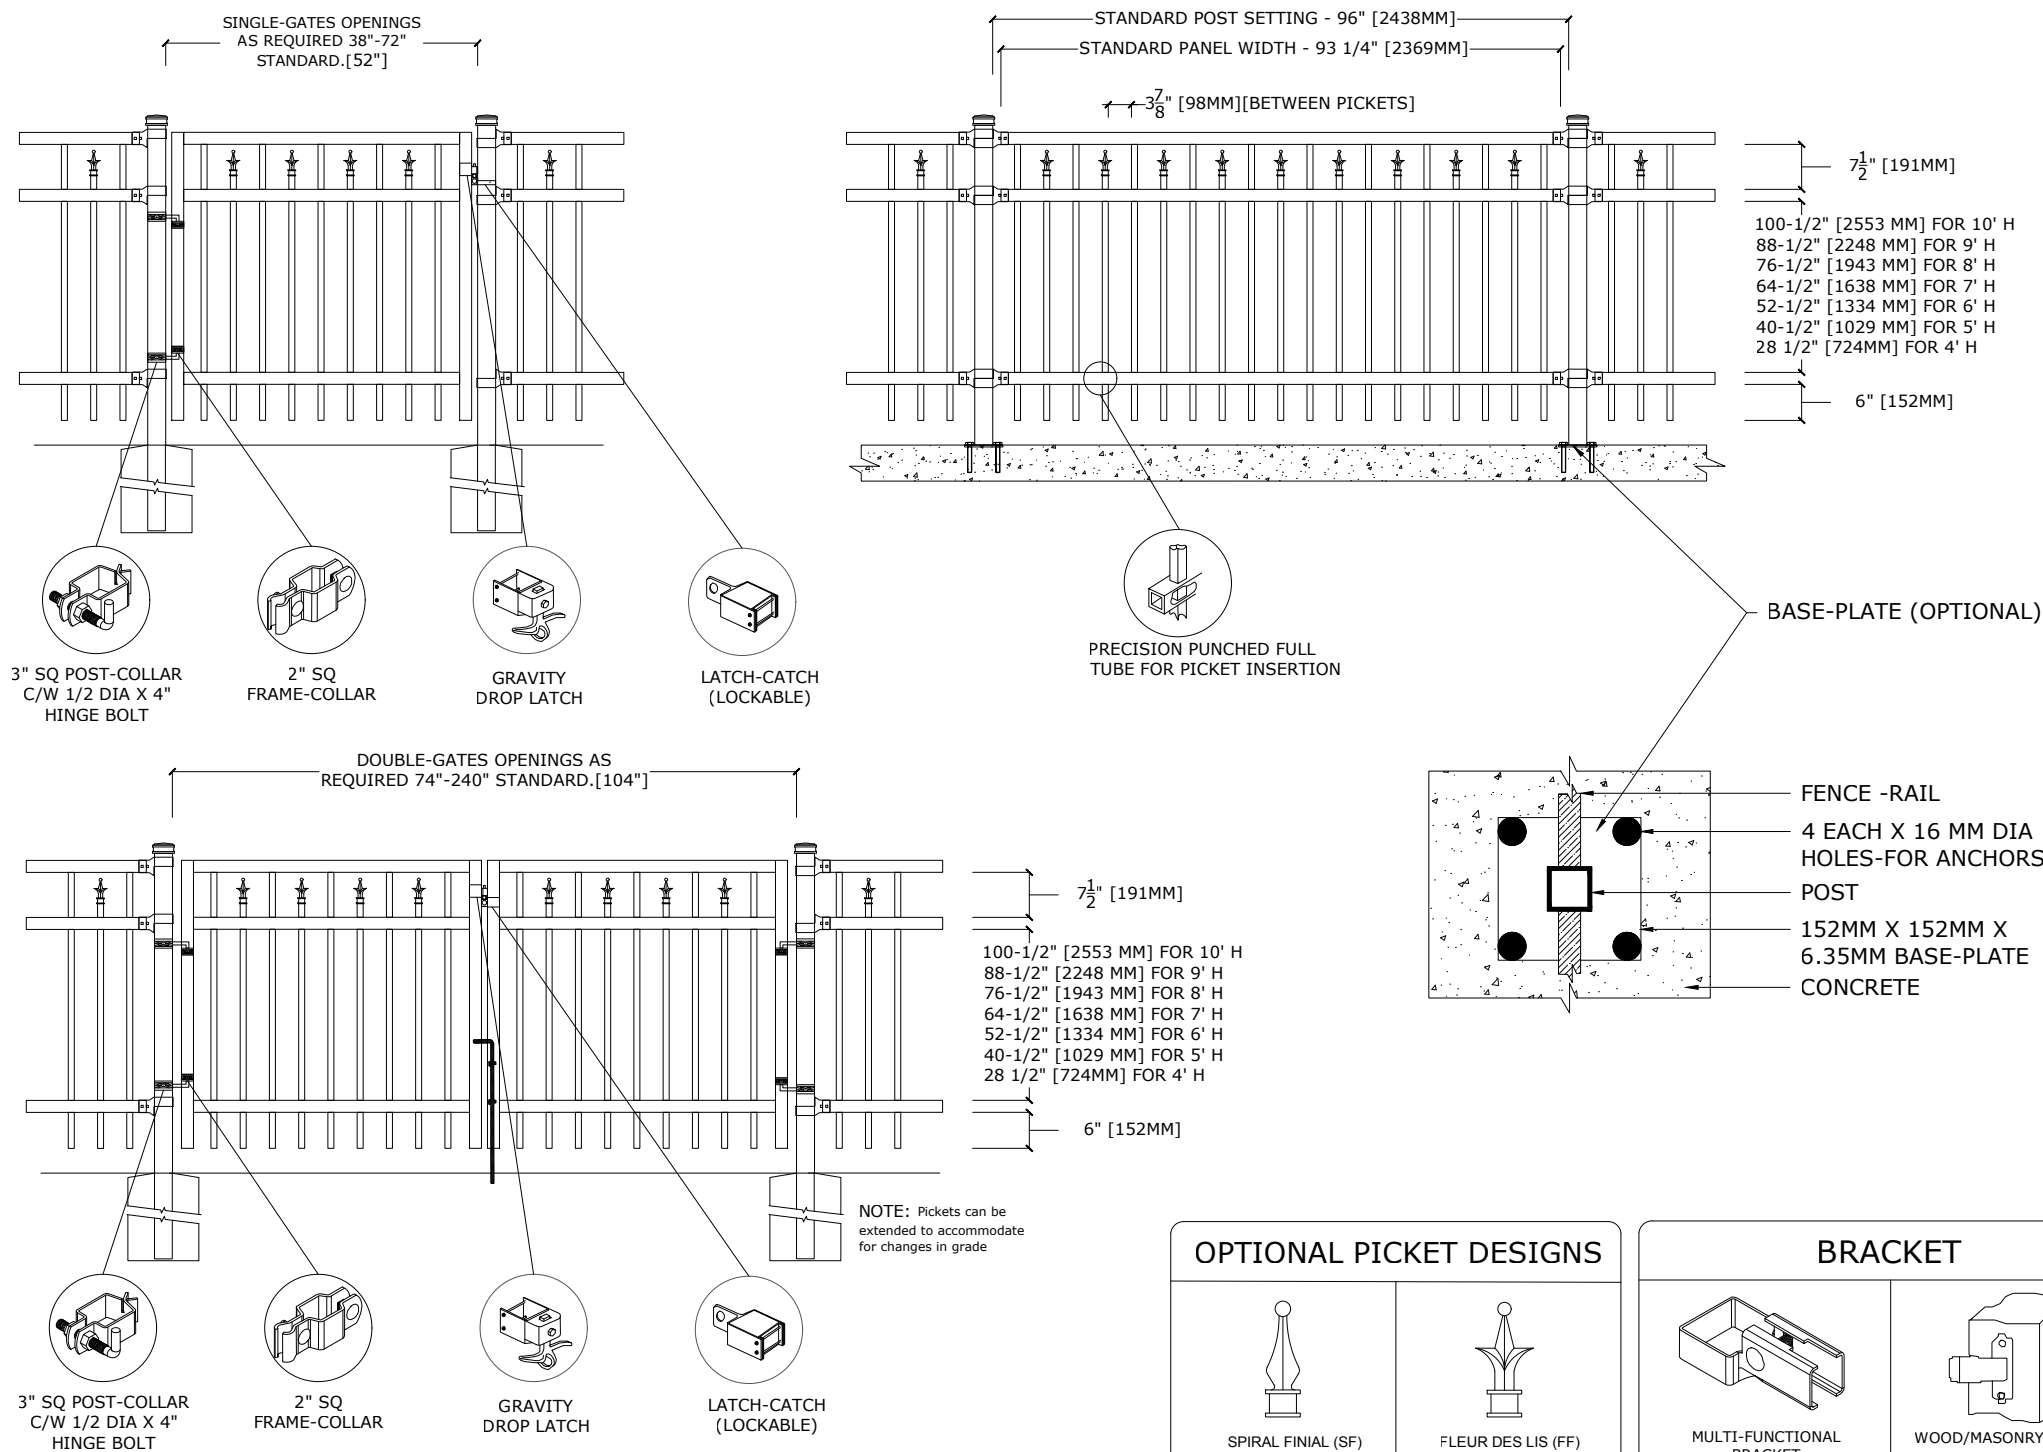 SINGLE-GATES OPENINGS
AS REQUIRED 38"-72"
STANDARD.[52"]
STANDARD POST SETTING - 96" [2438MM]
STANDARD PANEL WIDTH - 93 1/4" [2369MM]
3 7/8" [98MM][BETWEEN PICKETS]
7 1/2" [191MM]
100-1/2" [2553 MM] FOR 10' H
88-1/2" [2248 MM] FOR 9' H
76-1/2" [1943 MM] FOR 8' H
64-1/2" [1638 MM] FOR 7' H
52-1/2" [1334 MM] FOR 6' H
40-1/2" [1029 MM] FOR 5' H
28 1/2" [724MM] FOR 4' H
6" [152MM]
3" SQ POST-COLLAR
C/W 1/2 DIA X 4"
HINGE BOLT
2" SQ
FRAME-COLLAR
GRAVITY
DROP LATCH
LATCH-CATCH
(LOCKABLE)
PRECISION PUNCHED FULL
TUBE FOR PICKET INSERTION
BASE-PLATE (OPTIONAL)
FENCE -RAIL
4 EACH X 16 MM DIA
HOLES-FOR ANCHORS
POST
152MM X 152MM X
6.35MM BASE-PLATE
CONCRETE
DOUBLE-GATES OPENINGS AS
REQUIRED 74"-240" STANDARD.[104"]
7 1/2" [191MM]
100-1/2" [2553 MM] FOR 10' H
88-1/2" [2248 MM] FOR 9' H
76-1/2" [1943 MM] FOR 8' H
64-1/2" [1638 MM] FOR 7' H
52-1/2" [1334 MM] FOR 6' H
40-1/2" [1029 MM] FOR 5' H
28 1/2" [724MM] FOR 4' H
6" [152MM]
NOTE: Pickets can be
extended to accommodate
for changes in grade
3" SQ POST-COLLAR
C/W 1/2 DIA X 4"
HINGE BOLT
2" SQ
FRAME-COLLAR
GRAVITY
DROP LATCH
LATCH-CATCH
(LOCKABLE)
OPTIONAL PICKET DESIGNS
SPIRAL FINIAL (SF)
FLEUR DES LIS (FF)
BRACKET
MULTI-FUNCTIONAL
BRACKET
WOOD/MASONRY